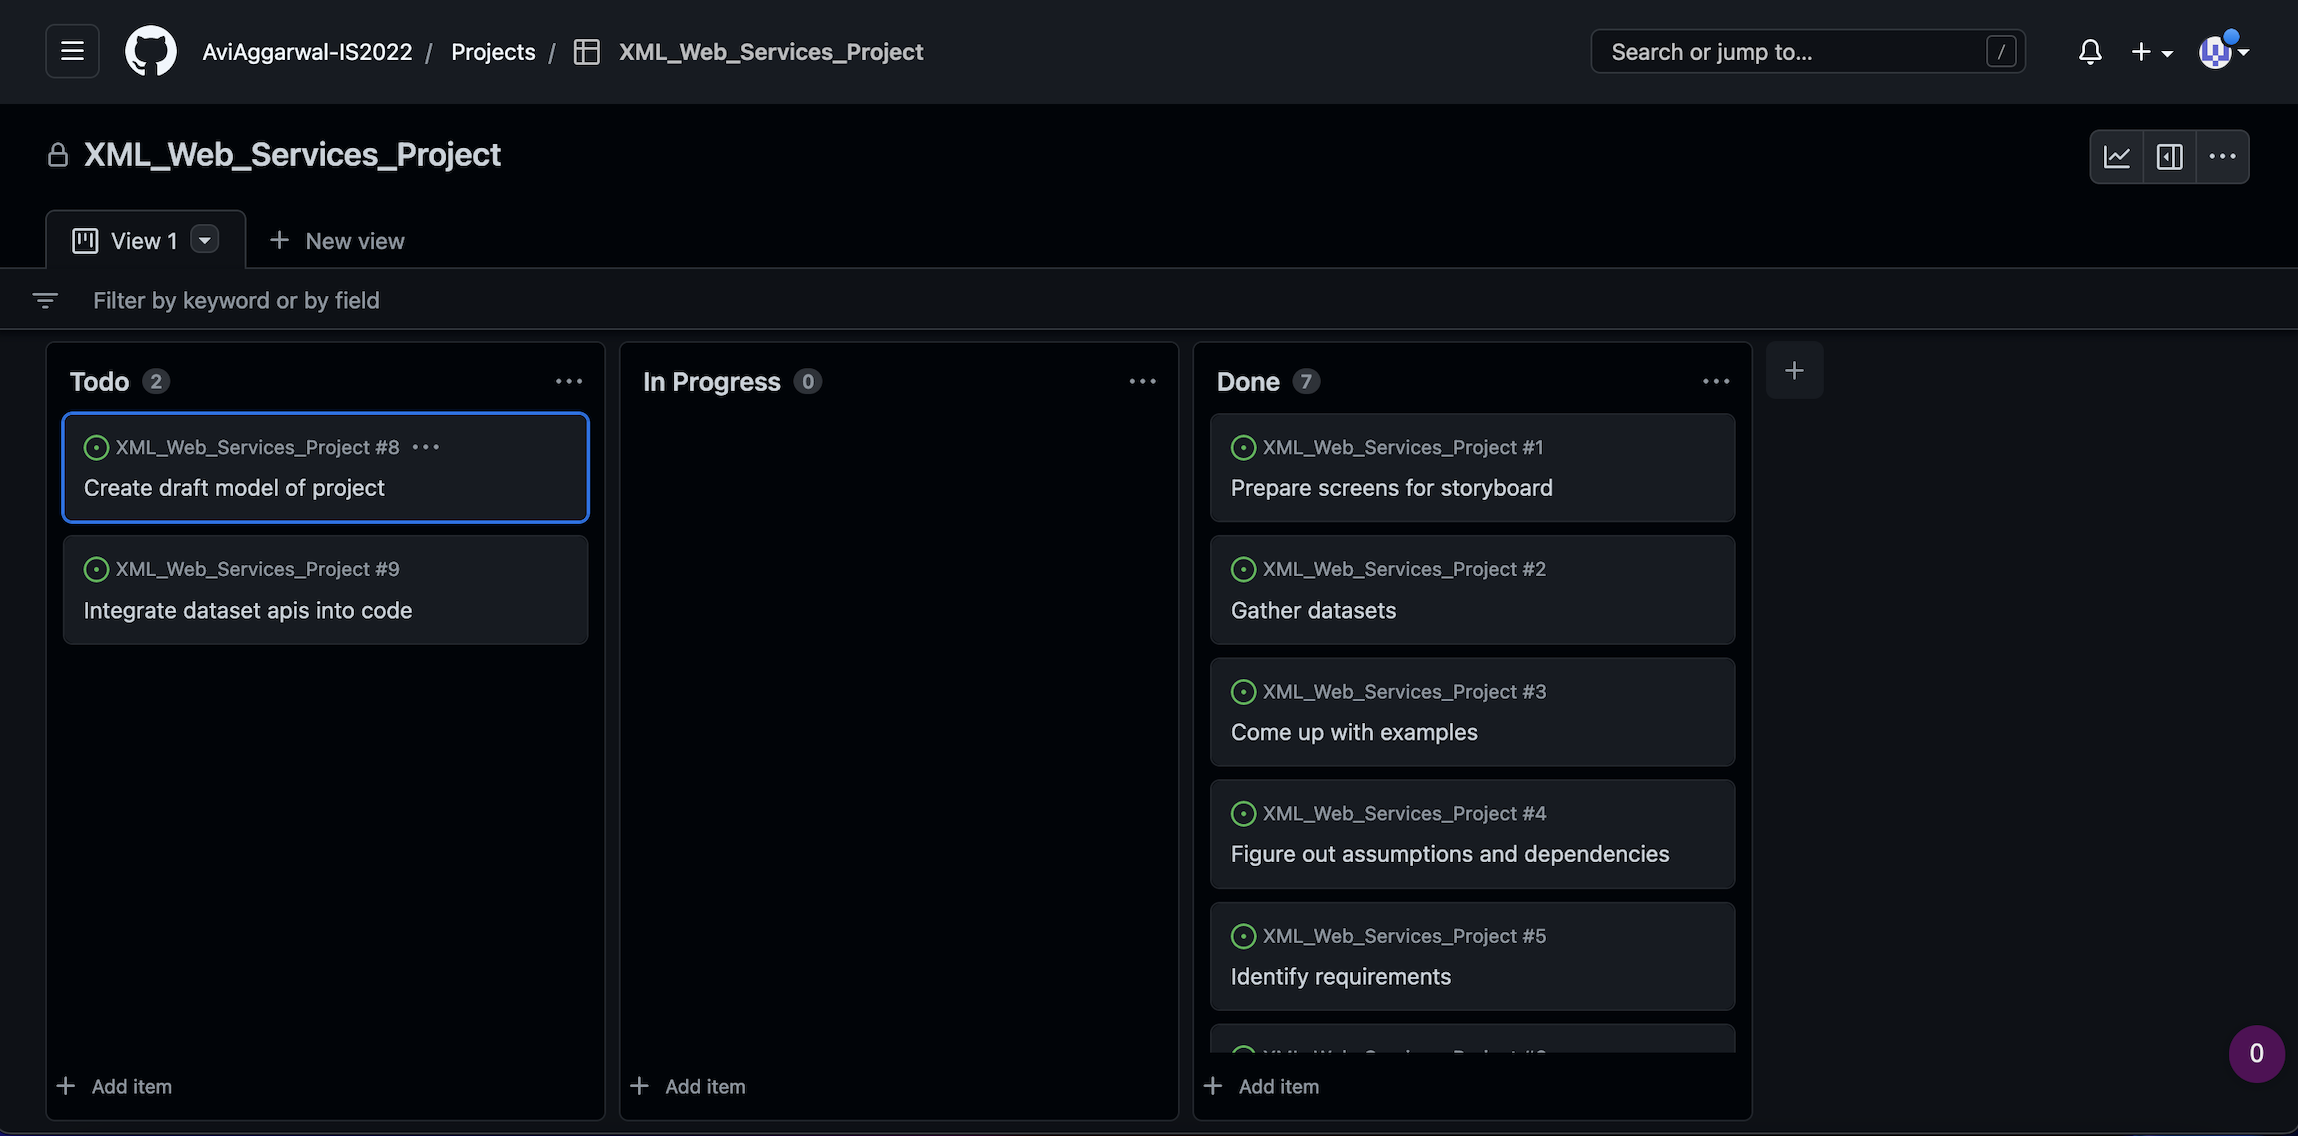 AviAggarwal-IS2022 / Projects / XML_Web_Services_Project
Search or jump to... /
XML_Web_Services_Project
View 1
New view
Filter by keyword or by field
Todo 2
XML_Web_Services_Project #8
Create draft model of project
XML_Web_Services_Project #9
Integrate dataset apis into code
Add item
In Progress 0
Add item
Done 7
XML_Web_Services_Project #1
Prepare screens for storyboard
XML_Web_Services_Project #2
Gather datasets
XML_Web_Services_Project #3
Come up with examples
XML_Web_Services_Project #4
Figure out assumptions and dependencies
XML_Web_Services_Project #5
Identify requirements
Add item
0